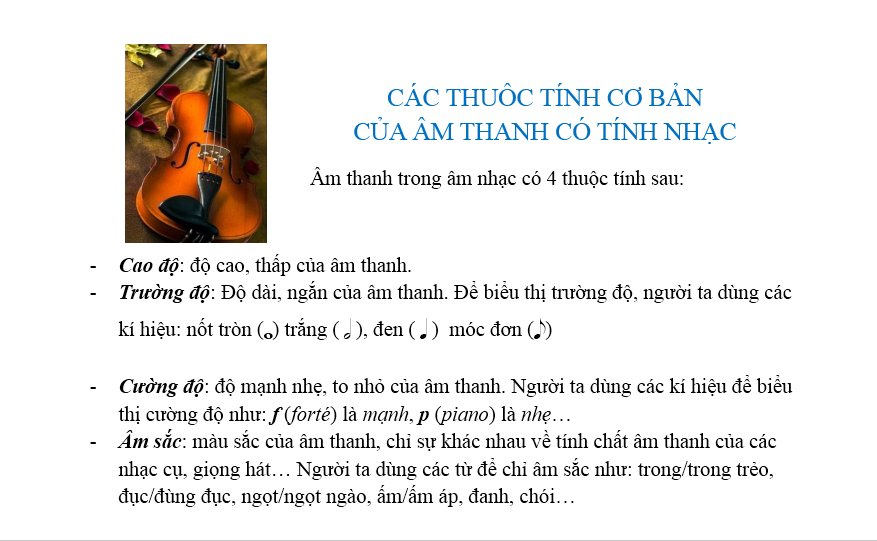 CÁC THUÔC TÍNH CƠ BẢN
CỦA ÂM THANH CÓ TÍNH NHẠC
Âm thanh trong âm nhạc có 4 thuộc tính sau:
- Cao độ: độ cao, thấp của âm thanh.
- Trường độ: Độ dài, ngắn của âm thanh. Để biểu thị trường độ, người ta dùng các
kí hiệu: nốt tròn (𝅝) trắng ( 𝅗𝅥 ), đen ( 𝅘𝅥 ) móc đơn (𝅘𝅥𝅮)
- Cường độ: độ mạnh nhẹ, to nhỏ của âm thanh. Người ta dùng các kí hiệu để biểu
thị cường độ như: f (forté) là mạnh, p (piano) là nhẹ…
- Âm sắc: màu sắc của âm thanh, chỉ sự khác nhau về tính chất âm thanh của các
nhạc cụ, giọng hát… Người ta dùng các từ để chỉ âm sắc như: trong/trong trẻo,
đục/đùng đục, ngọt/ngọt ngào, ấm/ấm áp, đanh, chói…